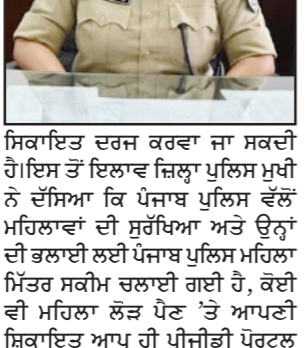 ਸਿਕਾਇਤ ਦਰਜ ਕਰਵਾ ਜਾ ਸਕਦੀ
ਹੈ।ਇਸ ਤੋਂ ਇਲਾਵ ਜ਼ਿਲ੍ਹਾ ਪੁਲਿਸ ਮੁਖੀ
ਨੇ ਦੱਸਿਆ ਕਿ ਪੰਜਾਬ ਪੁਲਿਸ ਵੱਲੋਂ
ਮਹਿਲਾਵਾਂ ਦੀ ਸੁਰੱਖਿਆ ਅਤੇ ਉਨ੍ਹਾਂ
ਦੀ ਭਲਾਈ ਲਈ ਪੰਜਾਬ ਪੁਲਿਸ ਮਹਿਲਾ
ਮਿੱਤਰ ਸਕੀਮ ਚਲਾਈ ਗਈ ਹੈ, ਕੋਈ
ਵੀ ਮਹਿਲਾ ਲੋੜ ਪੈਣ ’ਤੇ ਆਪਣੀ
ਸ਼ਿਕਾਇਤ ਆਪ ਹੀ ਪੀਜੀਡੀ ਪੋਰਟਲ